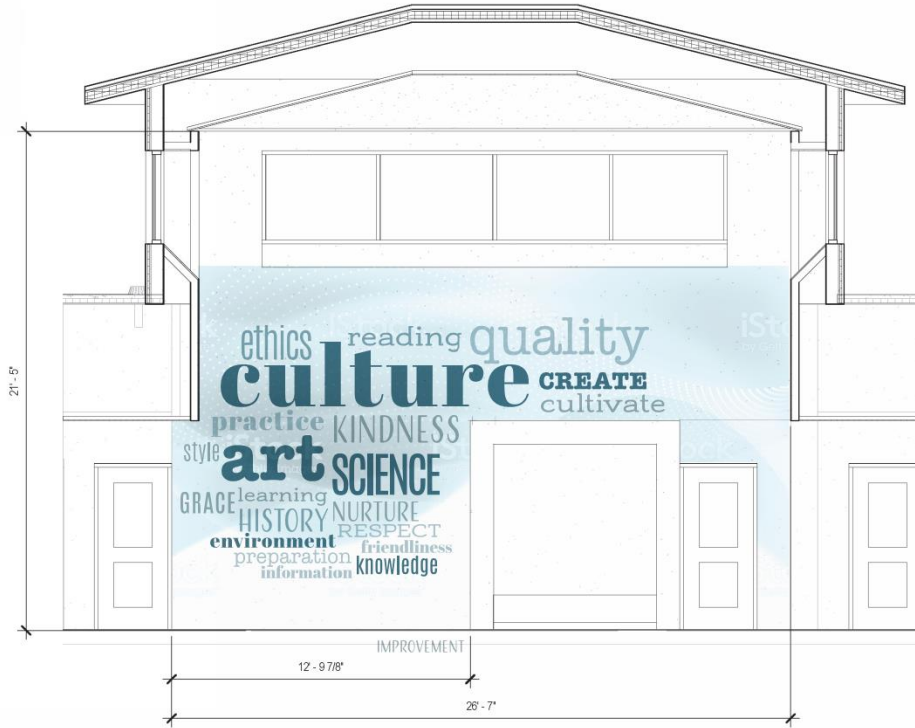 ethics reading quality
culture CREATE
cultivate
practice KINDNESS
style art SCIENCE
GRACE learning
HISTORY NURTURE
RESPECT
environment friendliness
preparation
information knowledge
IMPROVEMENT
21' - 5"
12' - 9 7/8"
26' - 7"